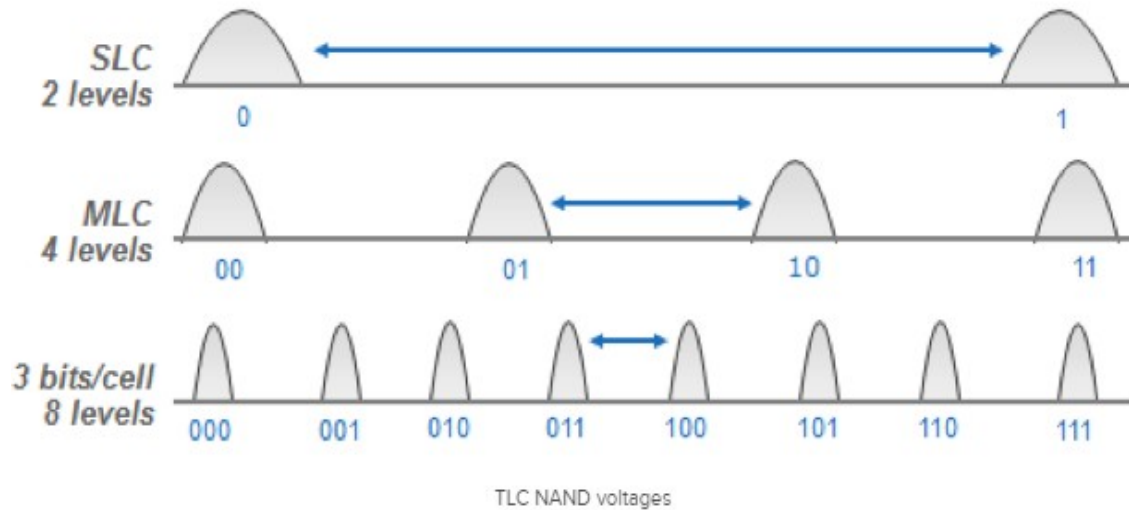 SLC
2 levels
0 1
MLC
4 levels
00 01 10 11
3 bits/cell
8 levels
000 001 010 011 100 101 110 111
TLC NAND voltages